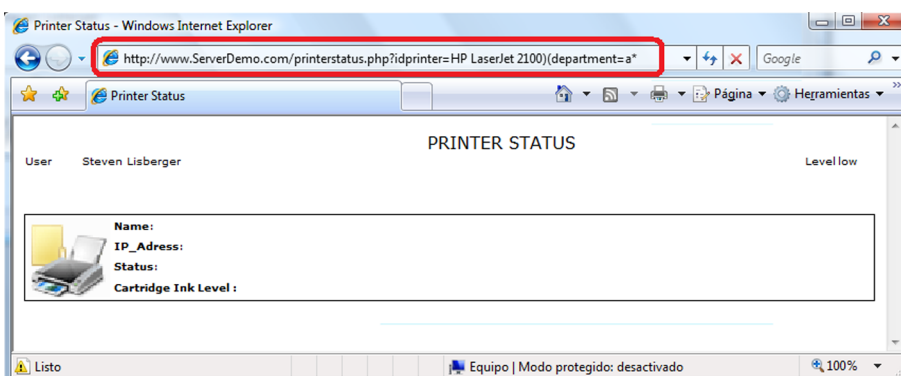 Printer Status - Windows Internet Explorer
http://www.ServerDemo.com/printerstatus.php?idprinter=HP LaserJet 2100)(department=a*
Google
Printer Status
Página
Herramientas
PRINTER STATUS
User Steven Lisberger
Level low
Name:
IP_Adress:
Status:
Cartridge Ink Level :
Listo
Equipo | Modo protegido: desactivado
100%